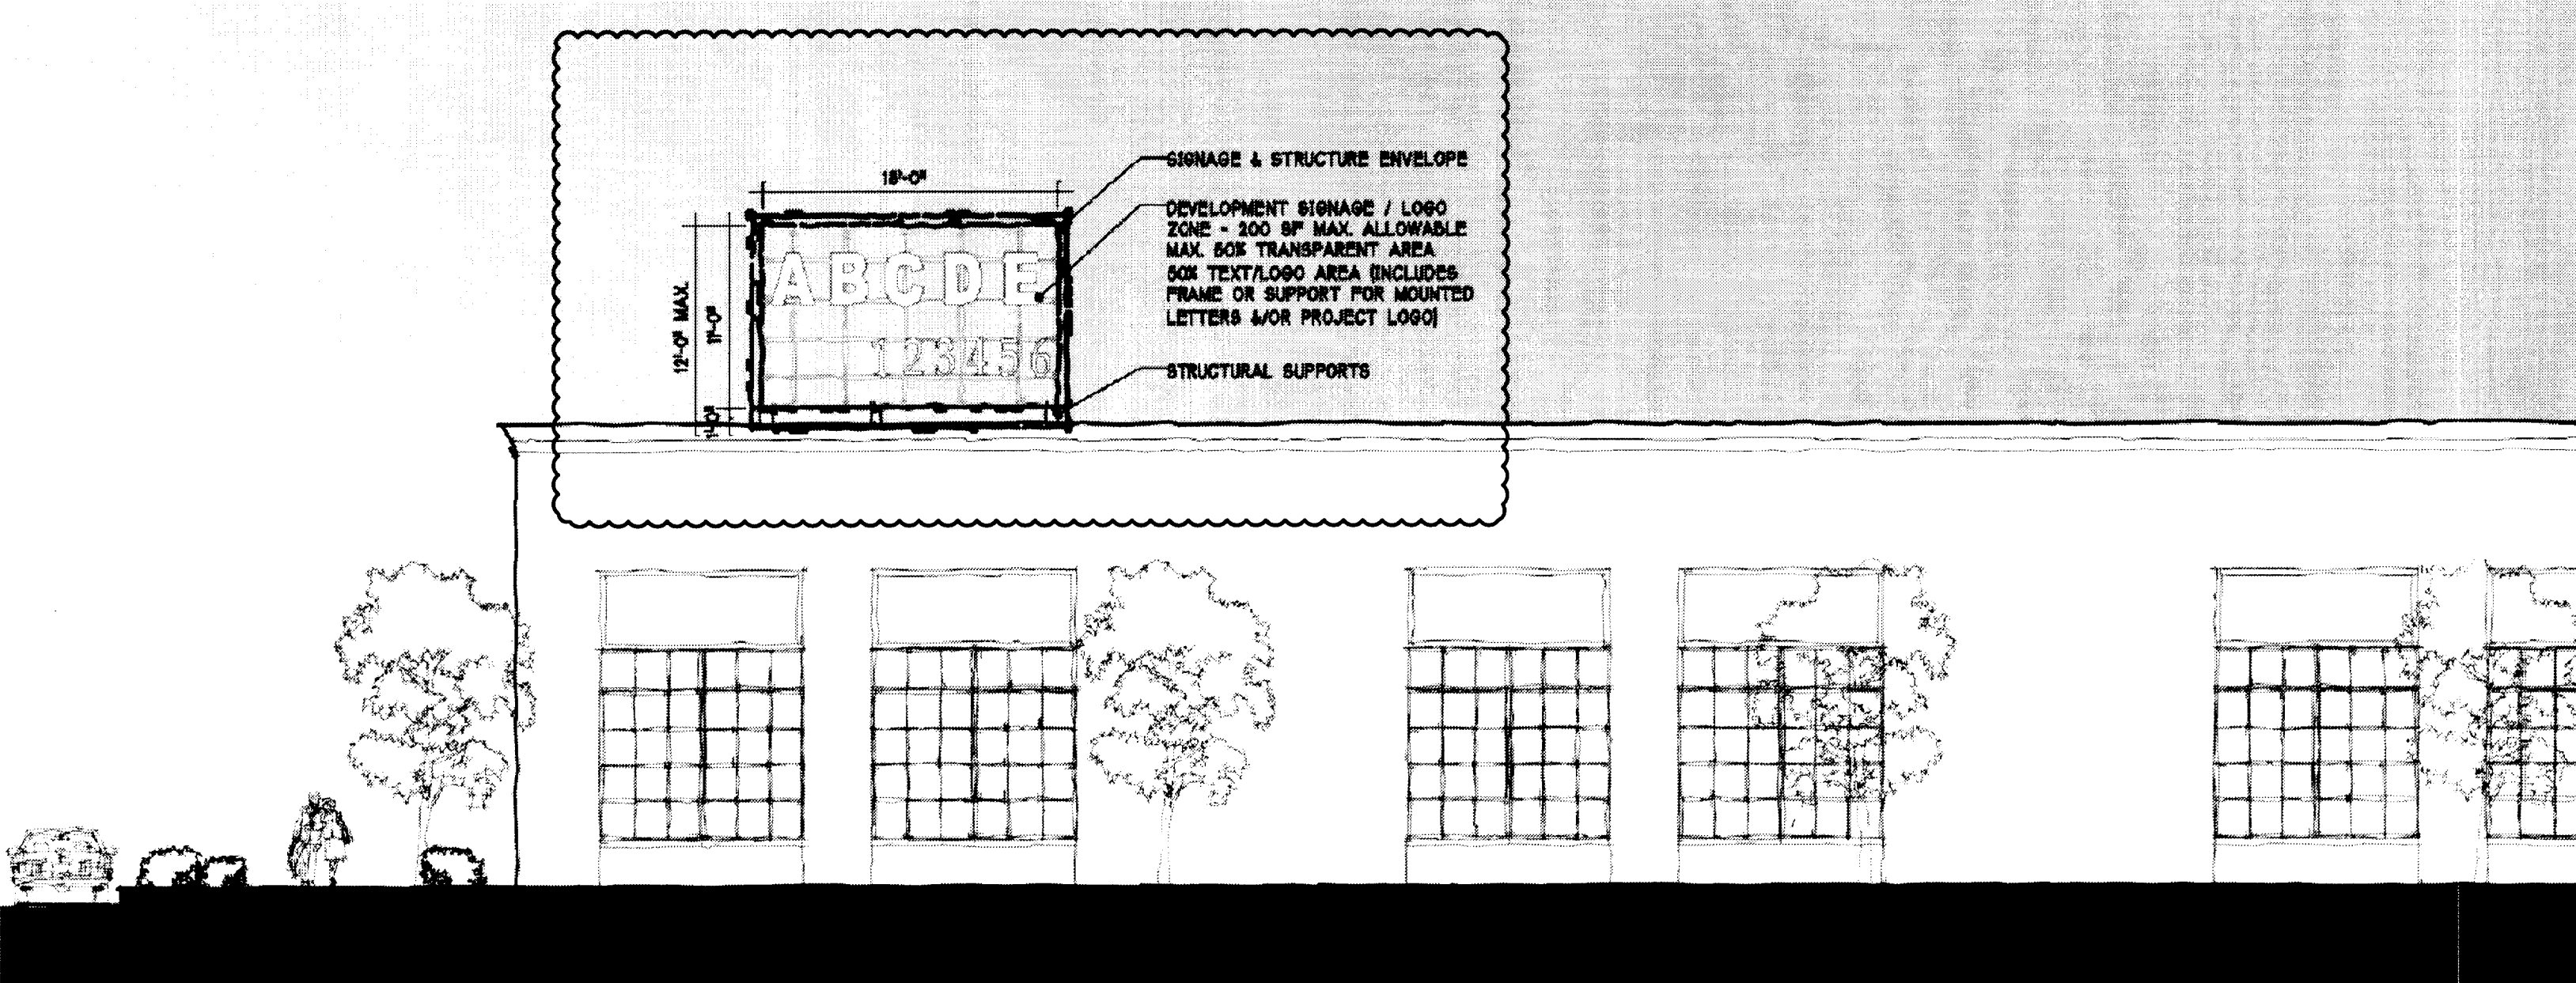 18'-0"
12'-0" MAX.
11'-0"
1'-0"
ABCDE
123456
SIGNAGE & STRUCTURE ENVELOPE
DEVELOPMENT SIGNAGE / LOGO
ZONE - 200 SF MAX. ALLOWABLE
MAX. 50% TRANSPARENT AREA
50% TEXT/LOGO AREA (INCLUDES
FRAME OR SUPPORT FOR MOUNTED
LETTERS &/OR PROJECT LOGO)
STRUCTURAL SUPPORTS